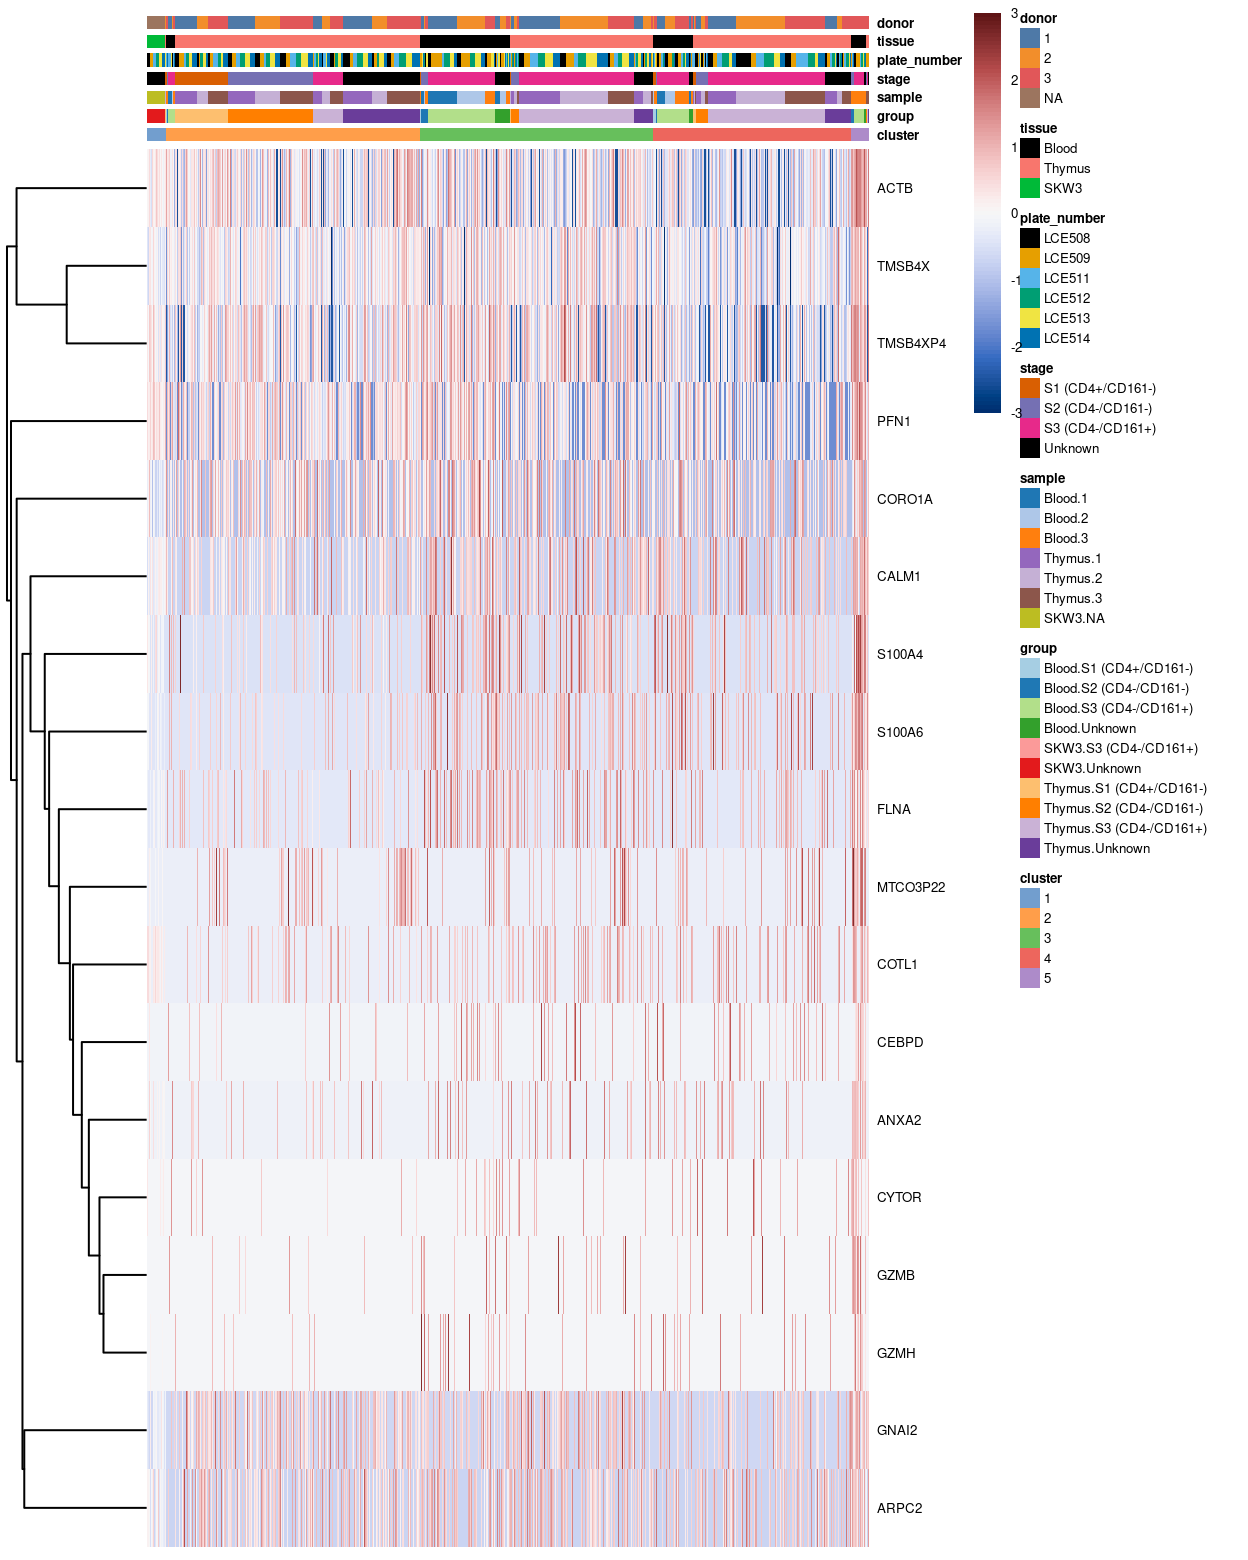 donor
tissue
plate_number
stage
sample
group
cluster
ACTB
TMSB4X
TMSB4XP4
PFN1
CORO1A
CALM1
S100A4
S100A6
FLNA
MTCO3P22
COTL1
CEBPD
ANXA2
CYTOR
GZMB
GZMH
GNAI2
ARPC2
3
2
1
0
-1
-2
-3
donor
1
2
3
NA
tissue
Blood
Thymus
SKW3
plate_number
LCE508
LCE509
LCE511
LCE512
LCE513
LCE514
stage
S1 (CD4+/CD161-)
S2 (CD4-/CD161-)
S3 (CD4-/CD161+)
Unknown
sample
Blood.1
Blood.2
Blood.3
Thymus.1
Thymus.2
Thymus.3
SKW3.NA
group
Blood.S1 (CD4+/CD161-)
Blood.S2 (CD4-/CD161-)
Blood.S3 (CD4-/CD161+)
Blood.Unknown
SKW3.S3 (CD4-/CD161+)
SKW3.Unknown
Thymus.S1 (CD4+/CD161-)
Thymus.S2 (CD4-/CD161-)
Thymus.S3 (CD4-/CD161+)
Thymus.Unknown
cluster
1
2
3
4
5